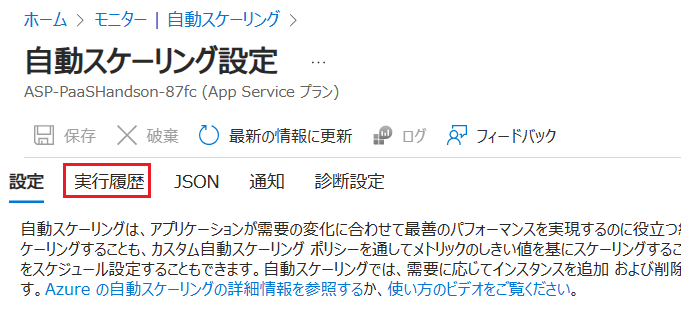 ホーム > モニター | 自動スケーリング >
自動スケーリング設定 ...
ASP-PaaSHandson-87fc (App Service プラン)
保存 破棄 最新の情報に更新 ログ フィードバック
設定 実行履歴 JSON 通知 診断設定
自動スケーリングは、アプリケーションが需要の変化に合わせて最善のパフォーマンスを実現するのに役立つ
ケーリングすることも、カスタム自動スケーリング ポリシーを通してメトリックのしきい値を基にスケーリングするこ
をスケジュール設定することもできます。自動スケーリングでは、需要に応じてインスタンスを追加 および削除
す。Azure の自動スケーリングの詳細情報を参照するか、使い方のビデオをご覧ください。